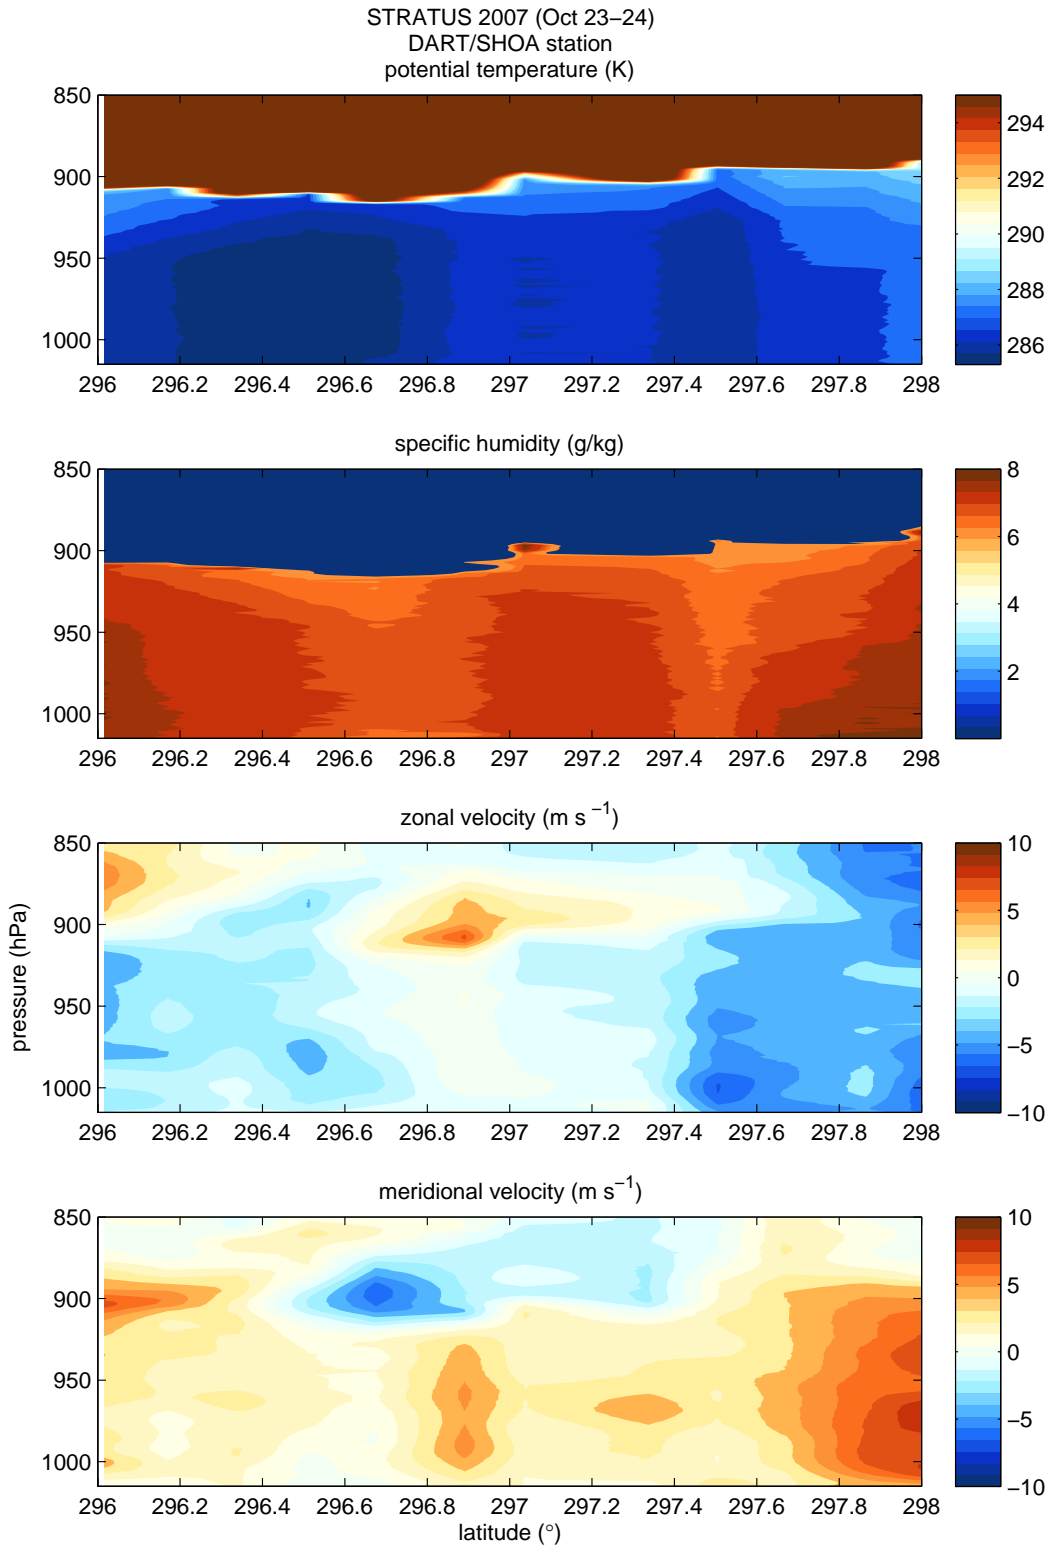 STRATUS 2007 (Oct 23−24)
DART/SHOA station
potential temperature (K)
850
900
950
1000
296 296.2 296.4 296.6 296.8 297 297.2 297.4 297.6 297.8 298
294
292
290
288
286
specific humidity (g/kg)
850
900
950
1000
296 296.2 296.4 296.6 296.8 297 297.2 297.4 297.6 297.8 298
8
6
4
2
zonal velocity (m s −1)
850
900
950
1000
296 296.2 296.4 296.6 296.8 297 297.2 297.4 297.6 297.8 298
10
5
0
−5
−10
pressure (hPa)
meridional velocity (m s−1)
850
900
950
1000
296 296.2 296.4 296.6 296.8 297 297.2 297.4 297.6 297.8 298
10
5
0
−5
−10
latitude (°)